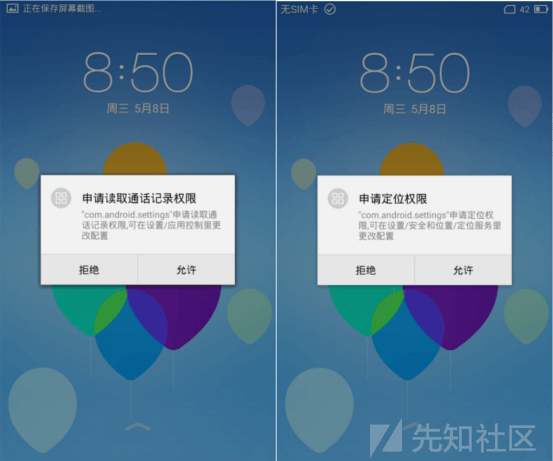 正在保存屏幕截图...
8:50
周三 5月8日
申请读取通话记录权限
"com.android.settings"申请读取通
话记录权限,可在设置/应用控制里更
改配置
拒绝 允许
无SIM卡 42
8:50
周三 5月8日
申请定位权限
"com.android.settings"申请定位权
限,可在设置/安全和位置/定位服务里
更改配置
拒绝 允许
先知社区